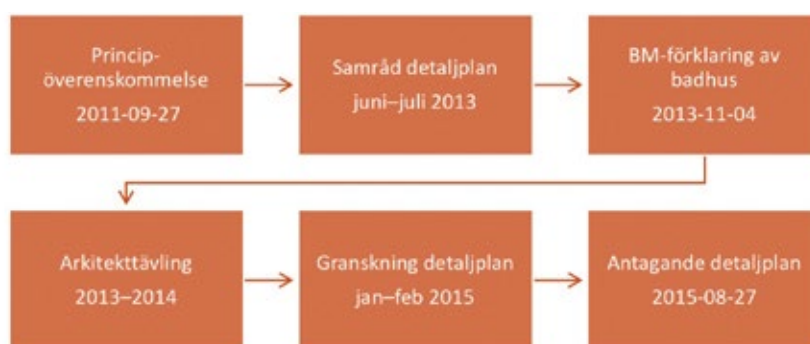 Princip-
överenskommelse
2011-09-27
Samråd detaljplan
juni–juli 2013
BM-förklaring av
badhus
2013-11-04
Arkitekttävling
2013–2014
Granskning detaljplan
jan–feb 2015
Antagande detaljplan
2015-08-27